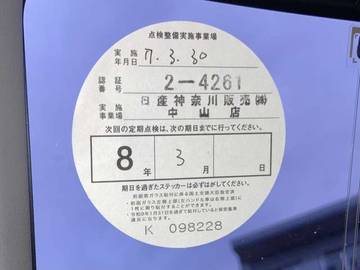 点検整備実施事業場
実施年月日 7.3.30
認証番号 2-4261
実施事業場 日産神奈川販売㈱
中山店
次回の定期点検は、次の期日までに行ってください。
8年 3月 日
期日を過ぎたステッカーは必ずはがしてください。
K 098228